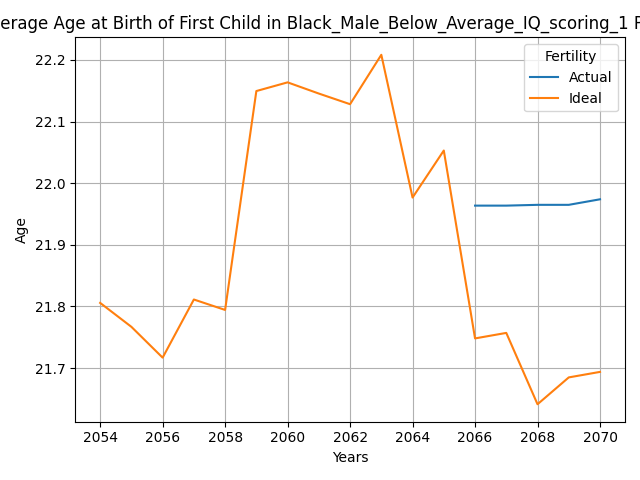 erage Age at Birth of First Child in Black_Male_Below_Average_IQ_scoring_1
Fertility
Actual
Ideal
22.2
22.1
22.0
21.9
21.8
21.7
Age
2054 2056 2058 2060 2062 2064 2066 2068 2070
Years